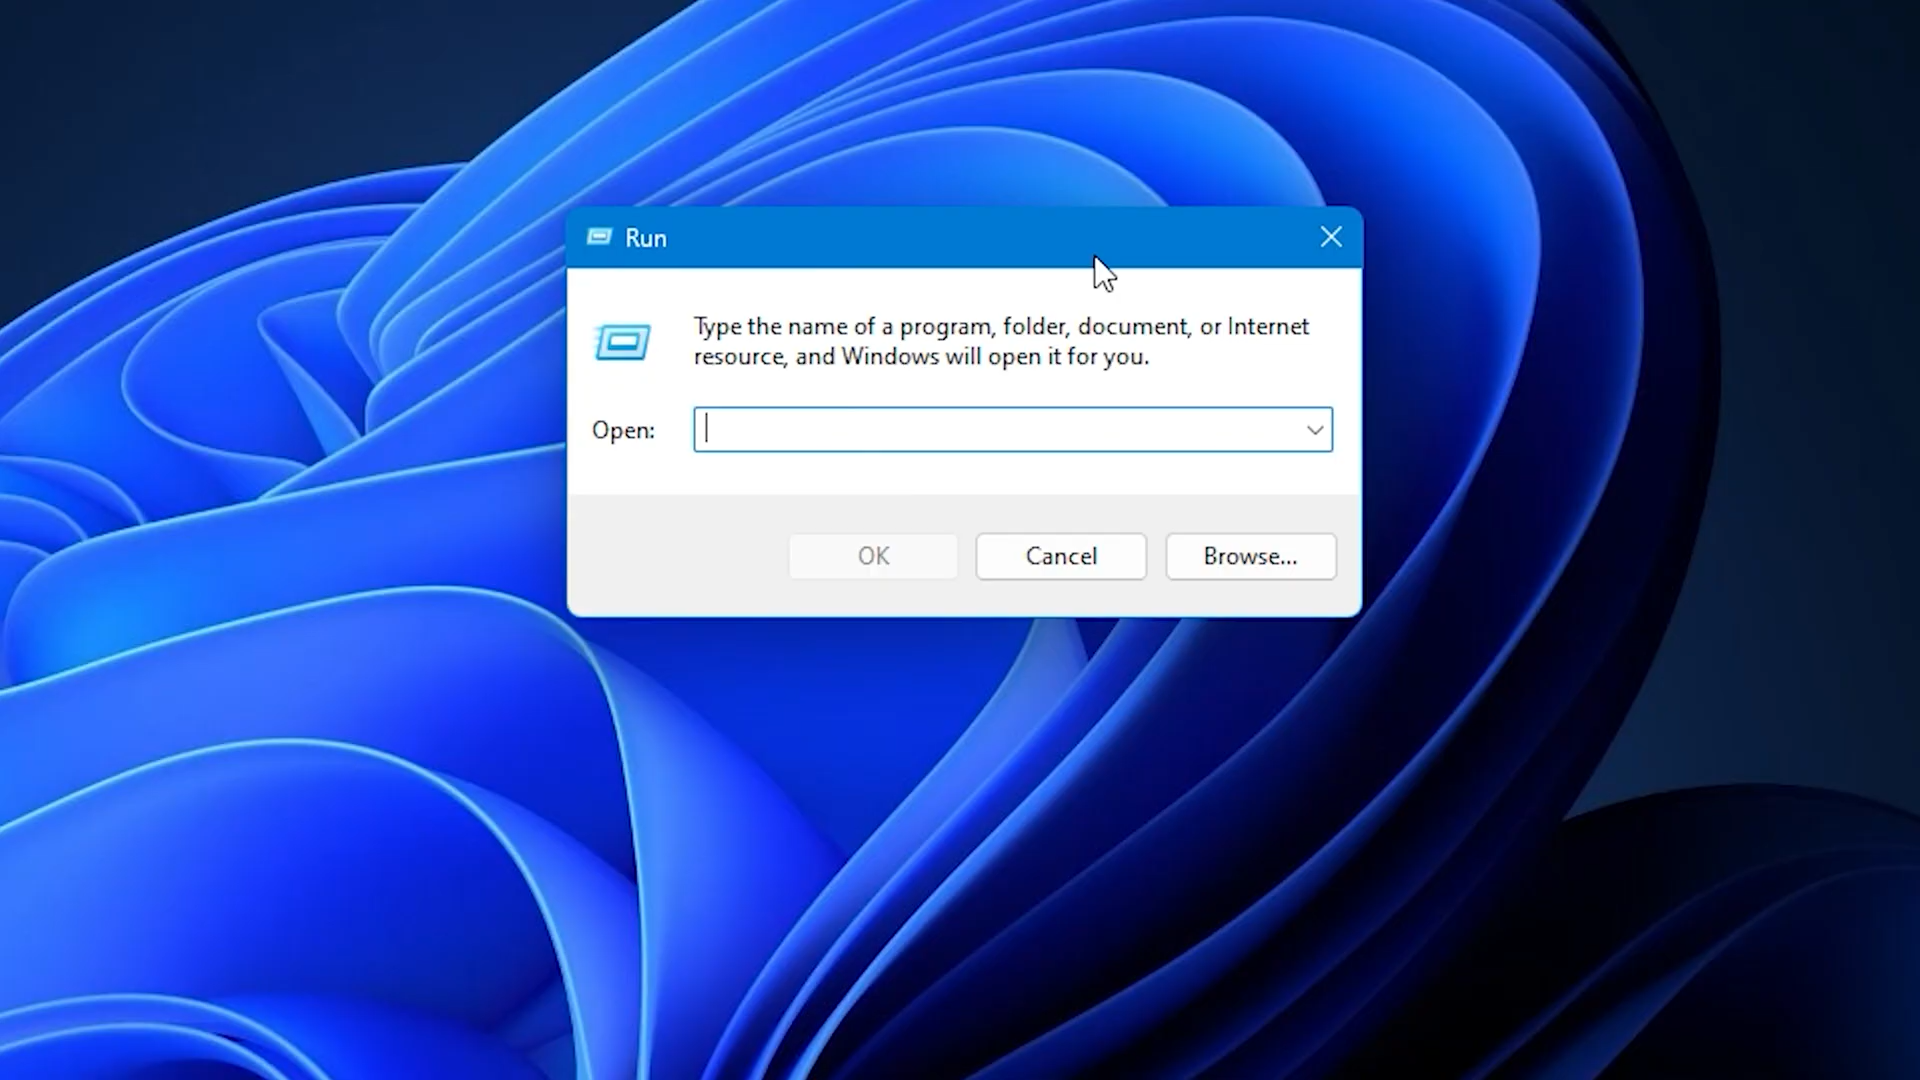 Run
Type the name of a program, folder, document, or Internet
resource, and Windows will open it for you.
Open:
OK
Cancel
Browse...